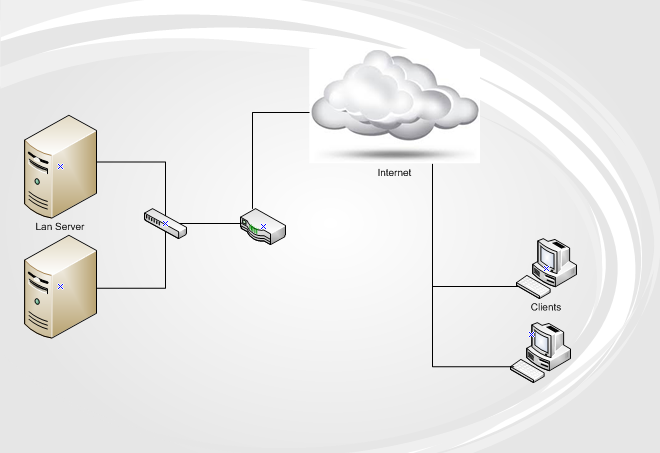 Internet
Lan Server
Clients